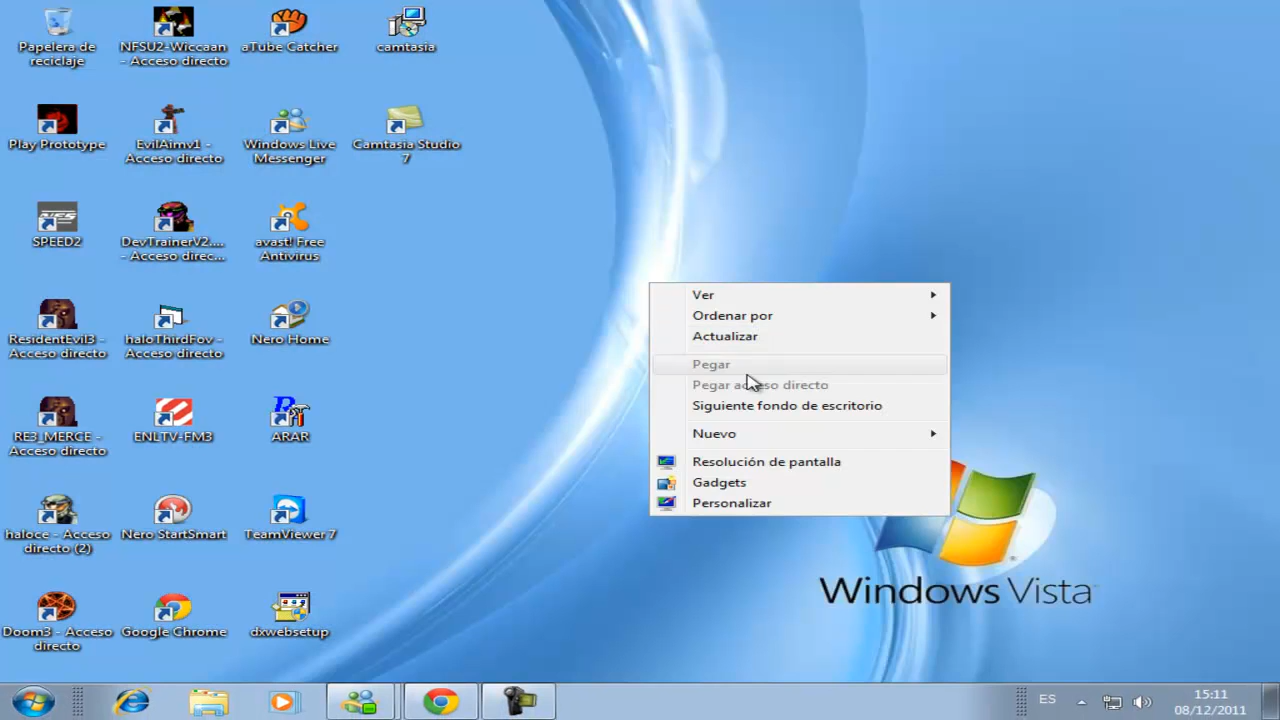 Papelera de
reciclaje
NFSU2-Wiccaan
- Acceso directo
aTube Catcher
camtasia
Play Prototype
EvilAimv1 -
Acceso directo
Windows Live
Messenger
Camtasia Studio
7
SPEED2
DevTrainerV2....
- Acceso direc...
avast! Free
Antivirus
ResidentEvil3 -
Acceso directo
haloThirdFov -
Acceso directo
Nero Home
RE3_MERCE -
Acceso directo
ENLTV-FM3
ARAR
haloce - Acceso
directo (2)
Nero StartSmart
TeamViewer 7
Doom3 - Acceso
directo
Google Chrome
dxwebsetup
Ver
Ordenar por
Actualizar
Pegar
Pegar acceso directo
Siguiente fondo de escritorio
Nuevo
Resolución de pantalla
Gadgets
Personalizar
Windows Vista
ES
15:11
08/12/2011